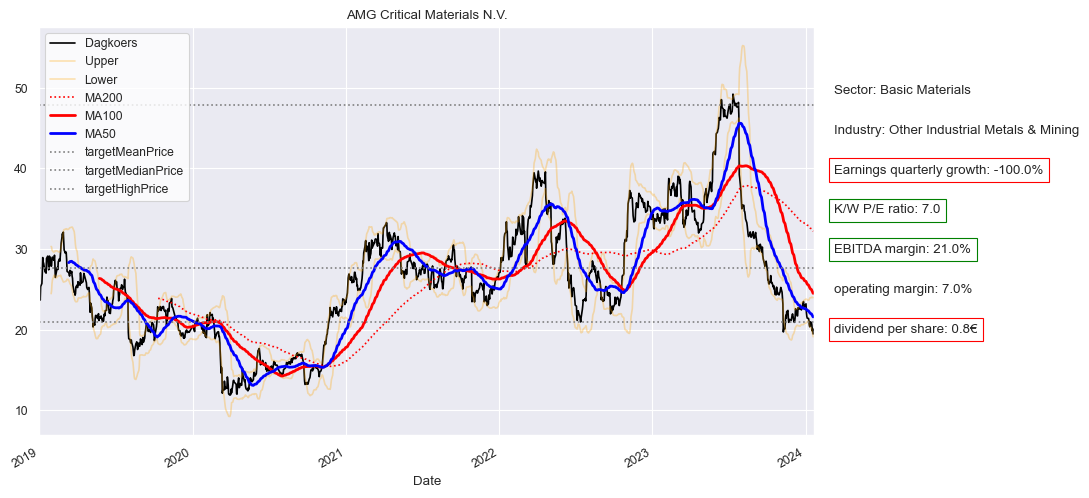 AMG Critical Materials N.V.
Dagkoers
Upper
Lower
MA200
MA100
MA50
targetMeanPrice
targetMedianPrice
targetHighPrice
50
40
30
20
10
2019
2020
2021
2022
2023
2024
Date
Sector: Basic Materials
Industry: Other Industrial Metals & Mining
Earnings quarterly growth: -100.0%
K/W P/E ratio: 7.0
EBITDA margin: 21.0%
operating margin: 7.0%
dividend per share: 0.8€